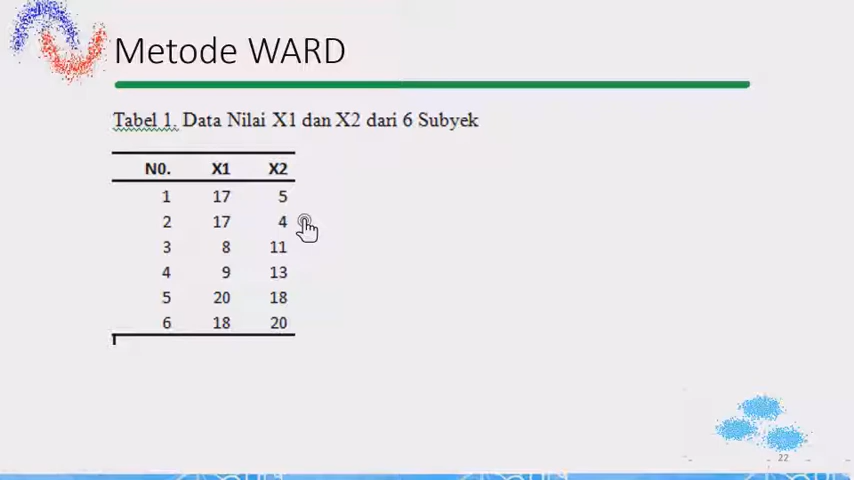 Metode WARD
Tabel 1. Data Nilai X1 dan X2 dari 6 Subyek
N0. X1 X2
1 17 5
2 17 4
3 8 11
4 9 13
5 20 18
6 18 20
22